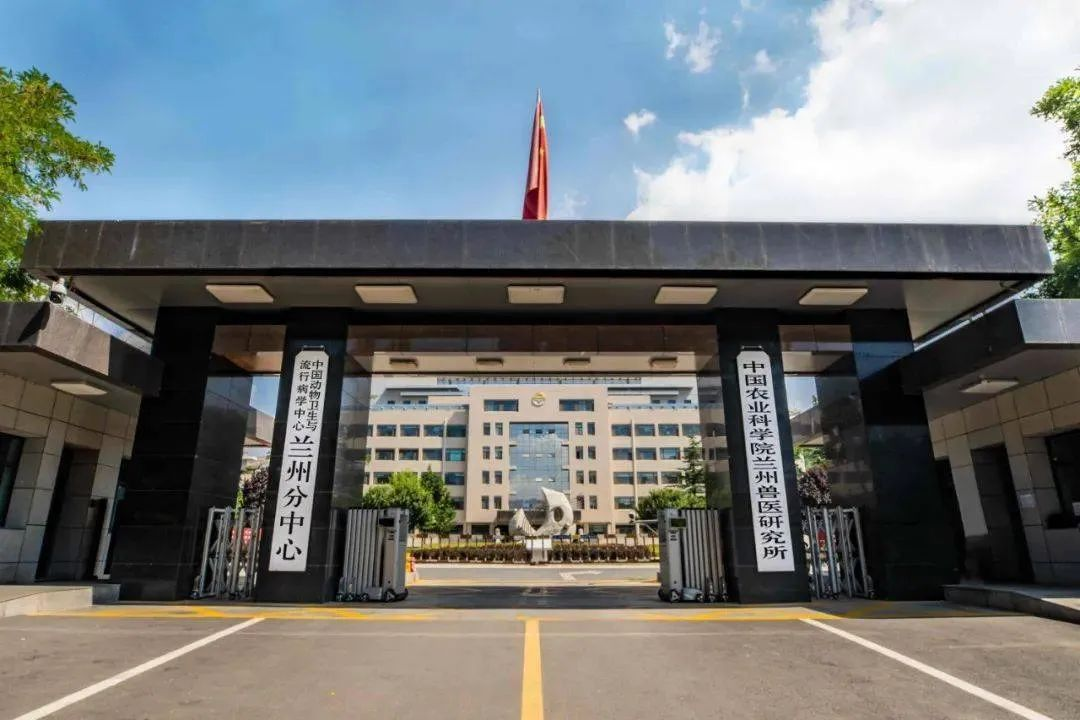 中国动物卫生与
流行病学中心
兰州分中心
中国农业科学院兰州兽医研究所